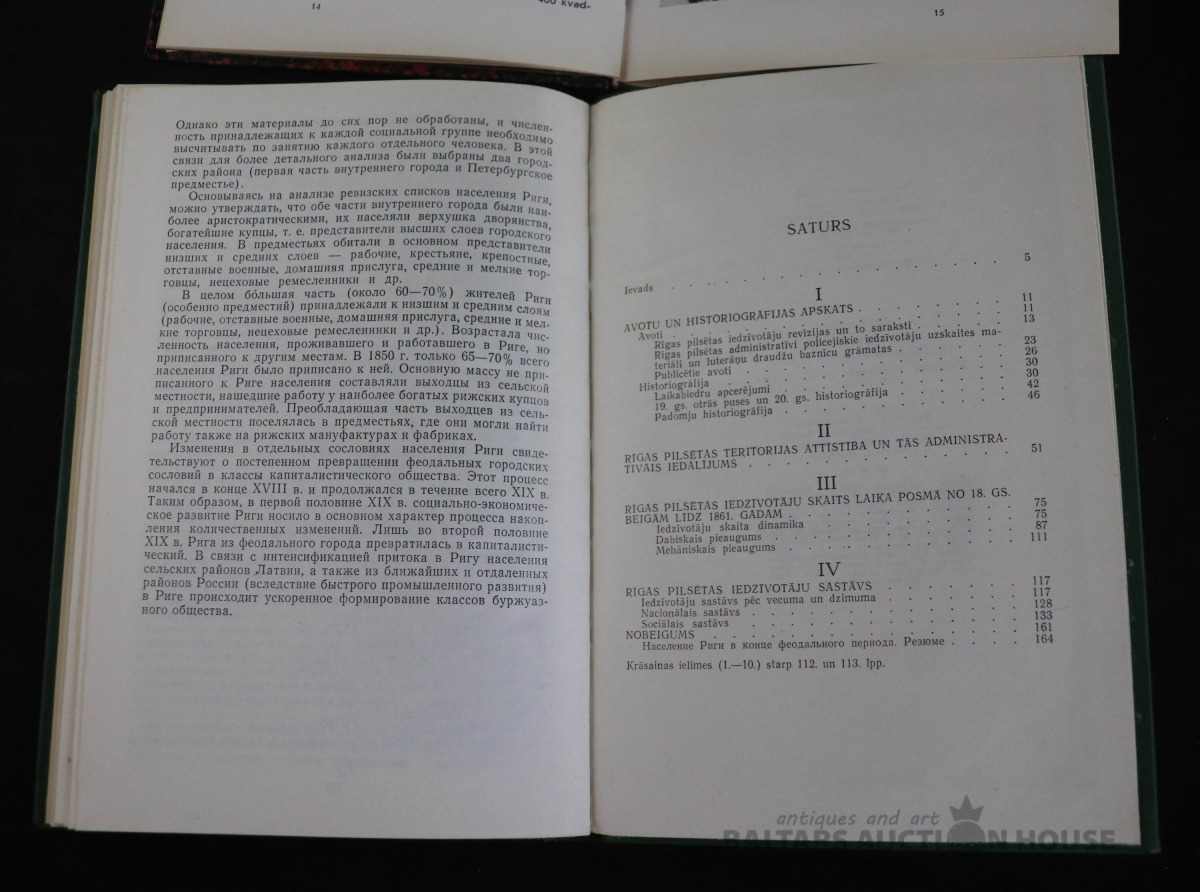 14
400 kvad-
15
Однако эти материалы до сих пор не обработаны, и числен-
ность принадлежащих к каждой социальной группе необходимо
высчитывать по занятию каждого отдельного человека. В этой
связи для более детального анализа были выбраны два город-
ских района (первая часть внутреннего города и Петербургское
предместье).
Основываясь на анализе ревизских списков населения Риги,
можно утверждать, что обе части внутреннего города были наи-
более аристократическими, их населяли верхушка дворянства,
богатейшие купцы, т. е. представители высших слоев городского
населения. В предместьях обитали в основном представители
низших и средних слоев — рабочие, крестьяне, крепостные,
отставные военные, домашняя прислуга, средние и мелкие тор-
говцы, нецеховые ремесленники и др.
В целом бо́льшая часть (около 60—70%) жителей Риги
(особенно предместий) принадлежали к низшим и средним слоям
(рабочие, отставные военные, домашняя прислуга, средние и мел-
кие торговцы, нецеховые ремесленники и др.). Возрастала чис-
ленность населения, проживавшего и работавшего в Риге, но
приписанного к другим местам. В 1850 г. только 65—70% всего
населения Риги было приписано к ней. Основную массу не при-
писанного к Риге населения составляли выходцы из сельской
местности, нашедшие работу у наиболее богатых рижских купцов
и предпринимателей. Преобладающая часть выходцев из сель-
ской местности поселялась в предместьях, где они могли найти
работу также на рижских мануфактурах и фабриках.
Изменения в отдельных сословиях населения Риги свиде-
тельствуют о постепенном превращении феодальных городских
сословий в классы капиталистического общества. Этот процесс
начался в конце XVIII в. и продолжался в течение всего XIX в.
Таким образом, в первой половине XIX в. социально-экономиче-
ское развитие Риги носило в основном характер процесса накоп-
ления количественных изменений. Лишь во второй половине
XIX в. Рига из феодального города превратилась в капиталисти-
ческий. В связи с интенсификацией притока в Ригу населения
сельских районов Латвии, а также из ближайших и отдаленных
районов России (вследствие быстрого промышленного развития)
в Риге происходит ускоренное формирование классов буржуаз-
ного общества.
SATURS
Ievads . . . . . . . . . . . . . . . 5
I
AVOTU UN HISTORIOGRĀFIJAS APSKATS . . . . . . 11
Avoti . . . . . . . . . . . . . . . 11
Rīgas pilsētas iedzīvotāju revīzijas un to saraksti . . . . . 13
Rīgas pilsētas administratīvi policejiskie iedzīvotāju uzskaites ma-
teriāli un luterāņu draudžu baznīcu grāmatas . . . . . . 23
Publicētie avoti . . . . . . . . . . . . 26
Historiogrāfija . . . . . . . . . . . . . 30
Laikabiedru apcerējumi . . . . . . . . . . 30
19. gs. otrās puses un 20. gs. historiogrāfija . . . . . . 42
Padomju historiogrāfija . . . . . . . . . . 46
II
RĪGAS PILSĒTAS TERITORIJAS ATTĪSTĪBA UN TĀS ADMINISTRA-
TĪVAIS IEDALĪJUMS . . . . . . . . . . . 51
III
RĪGAS PILSĒTAS IEDZĪVOTĀJU SKAITS LAIKA POSMĀ NO 18. GS.
BEIGĀM LĪDZ 1861. GADAM . . . . . . . . . 75
Iedzīvotāju skaita dinamika . . . . . . . . . 75
Dabiskais pieaugums . . . . . . . . . . . 87
Mehāniskais pieaugums . . . . . . . . . . 111
IV
RĪGAS PILSĒTAS IEDZĪVOTĀJU SASTĀVS . . . . . . 117
Iedzīvotāju sastāvs pēc vecuma un dzimuma . . . . . . 117
Nacionālais sastāvs . . . . . . . . . . . 128
Sociālais sastāvs . . . . . . . . . . . . 133
NOBEIGUMS . . . . . . . . . . . . . 161
Население Риги в конце феодального периода. Резюме . . . . 164
Krāsainas ielīmes (1.—10.) starp 112. un 113. lpp.
antiques and art
BALTARS AUCTION HOUSE